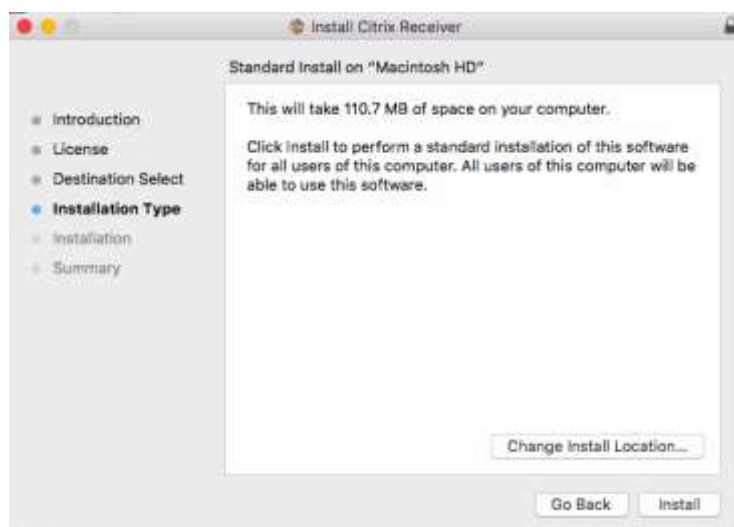 Install Citrix Receiver
Standard Install on "Macintosh HD"
Introduction
License
Destination Select
Installation Type
Installation
Summary
This will take 110.7 MB of space on your computer.
Click Install to perform a standard installation of this software
for all users of this computer. All users of this computer will be
able to use this software.
Change Install Location...
Go Back
Install